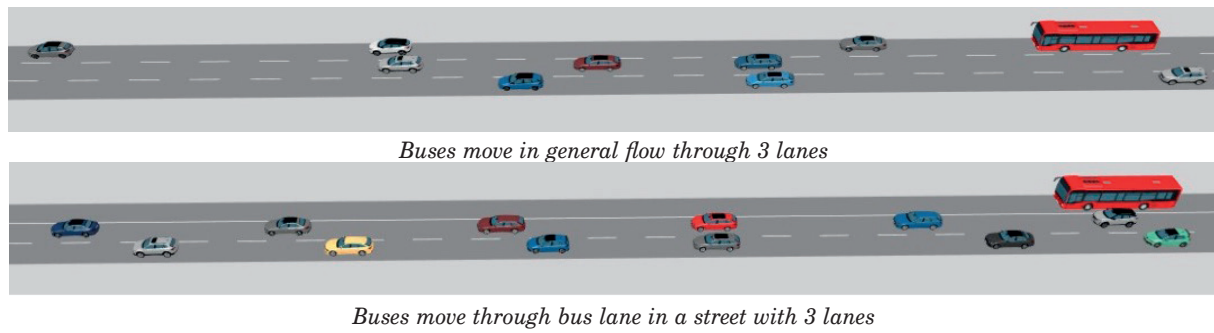 Buses move in general flow through 3 lanes
Buses move through bus lane in a street with 3 lanes